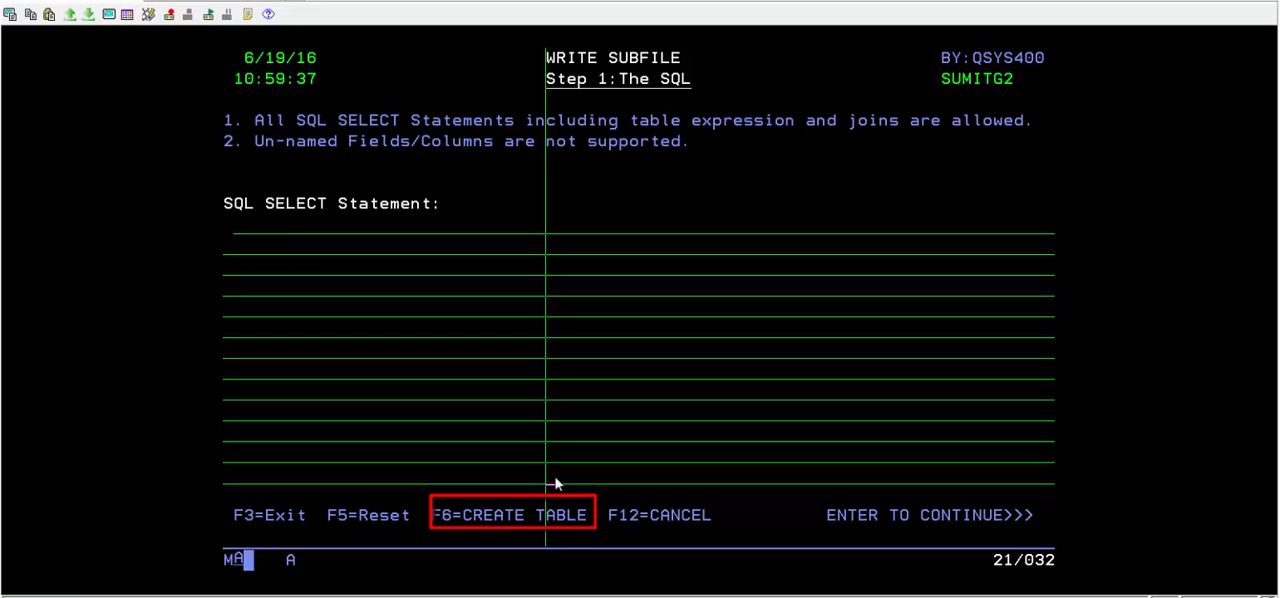 6/19/16 WRITE SUBFILE BY:QSYS400
10:59:37 Step 1:The SQL SUMITG2
1. All SQL SELECT Statements including table expression and joins are allowed.
2. Un-named Fields/Columns are not supported.
SQL SELECT Statement:
F3=Exit F5=Reset F6=CREATE TABLE F12=CANCEL ENTER TO CONTINUE>>>
MA A 21/032